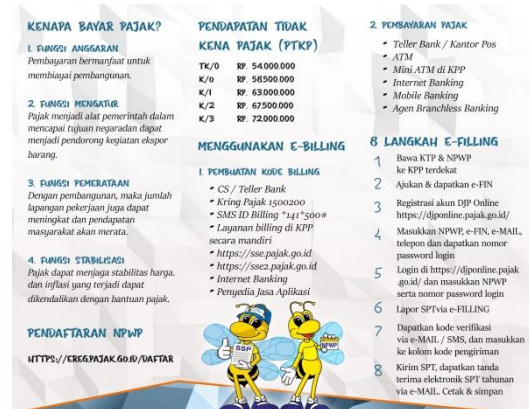 KENAPA BAYAR PAJAK?
1. FUNGSI ANGGARAN
Pembayaran bermanfaat untuk
membiayai pembangunan.
2. FUNGSI MENGATUR
Pajak menjadi alat pemerintah dalam
mencapai tujuan negaradan dapat
menjadi pendorong kegiatan ekspor
barang.
3. FUNGSI PEMERATAAN
Dengan pembangunan, maka jumlah
lapangan pekerjaan juga dapat
meningkat dan pendapatan
masyarakat akan merata.
4. FUNGSI STABILISASI
Pajak dapat menjaga stabilitas harga.
dan inflasi yang terjadi dapat
dikendalikan dengan bantuan pajak.
PENDAFTARAN NPWP
HTTPS://EREG.PAJAK.GO.ID/DAFTAR
PENDAPATAN TIDAK
KENA PAJAK (PTKP)
TK/0 RP. 54.000.000
K/0 RP. 58.500.000
K/1 RP. 63.000.000
K/2 RP. 67.500.000
K/3 RP. 72.000.000
MENGGUNAKAN E-BILLING
1. PEMBUATAN KODE BILLING
* CS / Teller Bank
* Kring Pajak 1500200
* SMS ID Billing *141*500#
* Layanan billing di KPP
secara mandiri
* https://sse.pajak.go.id
* https://sse2.pajak.go.id
* Internet Banking
* Penyedia Jasa Aplikasi
SSP
NPWP
2. PEMBAYARAN PAJAK
* Teller Bank / Kantor Pos
* ATM
* Mini ATM di KPP
* Internet Banking
* Mobile Banking
* Agen Branchless Banking
8 LANGKAH E-FILLING
1 Bawa KTP & NPWP
ke KPP terdekat
2 Ajukan & dapatkan e-FIN
3 Registrasi akun DJP Online
https://djponline.pajak.go.id/
4 Masukkan NPWP, e-FIN, e-MAIL,
telepon dan dapatkan nomor
password login
5 Login di https://djponline.pajak
.go.id/ dan masukkan NPWP
serta nomor password login
6 Lapor SPTvia e-FILLING
7 Dapatkan kode verifikasi
via e-MAIL / SMS, dan masukkan
ke kolom kode pengiriman
8 Kirim SPT, dapatkan tanda
terima elektronik SPT tahunan
via e-MAIL. Cetak & simpan